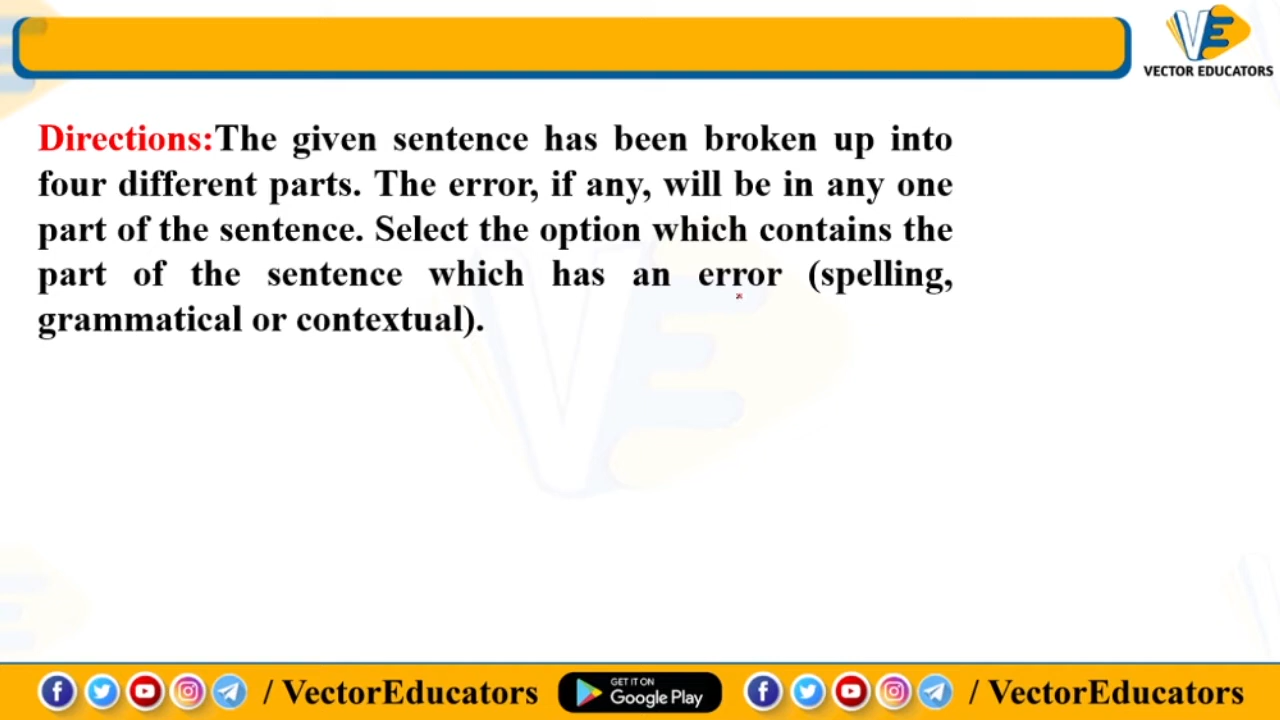 VECTOR EDUCATORS
Directions:The given sentence has been broken up into
four different parts. The error, if any, will be in any one
part of the sentence. Select the option which contains the
part of the sentence which has an error (spelling,
grammatical or contextual).
/ VectorEducators GET IT ON Google Play / VectorEducators